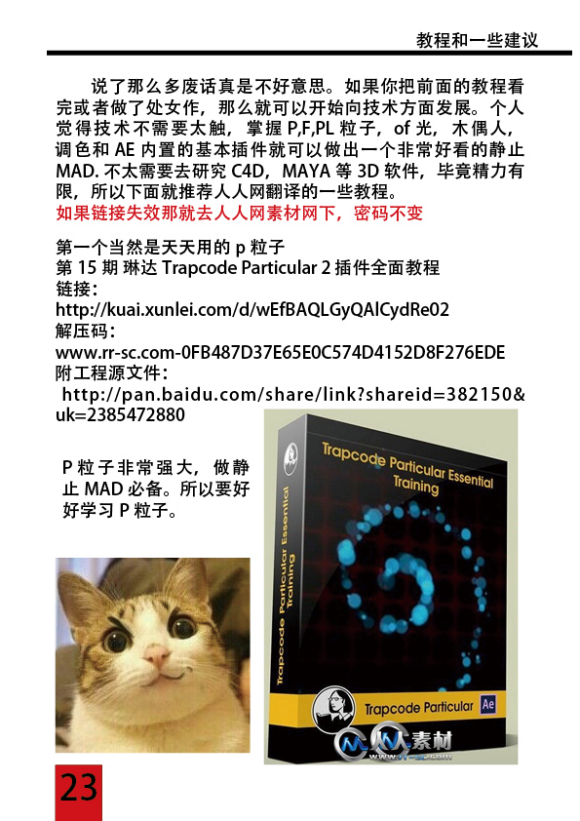 教程和一些建议
说了那么多废话真是不好意思。如果你把前面的教程看
完或者做了处女作，那么就可以开始向技术方面发展。个人
觉得技术不需要太触，掌握 P,F,PL 粒子，of 光，木偶人，
调色和 AE 内置的基本插件就可以做出一个非常好看的静止
MAD. 不太需要去研究 C4D，MAYA 等 3D 软件，毕竟精力有
限，所以下面就推荐人人网翻译的一些教程。
如果链接失效那就去人人网素材网下，密码不变
第一个当然是天天用的 p 粒子
第 15 期 琳达 Trapcode Particular 2 插件全面教程
链接：
http://kuai.xunlei.com/d/wEfBAQLGyQAlCydRe02
解压码：
www.rr-sc.com-0FB487D37E65E0C574D4152D8F276EDE
附工程源文件：
http://pan.baidu.com/share/link?shareid=382150&
uk=2385472880
P 粒子非常强大，做静
止 MAD 必备。所以要好
好学习 P 粒子。
Trapcode Particular Essential
Training
Trapcode Particular Essential
Training
Trapcode Particular
Ae
人人素材
23